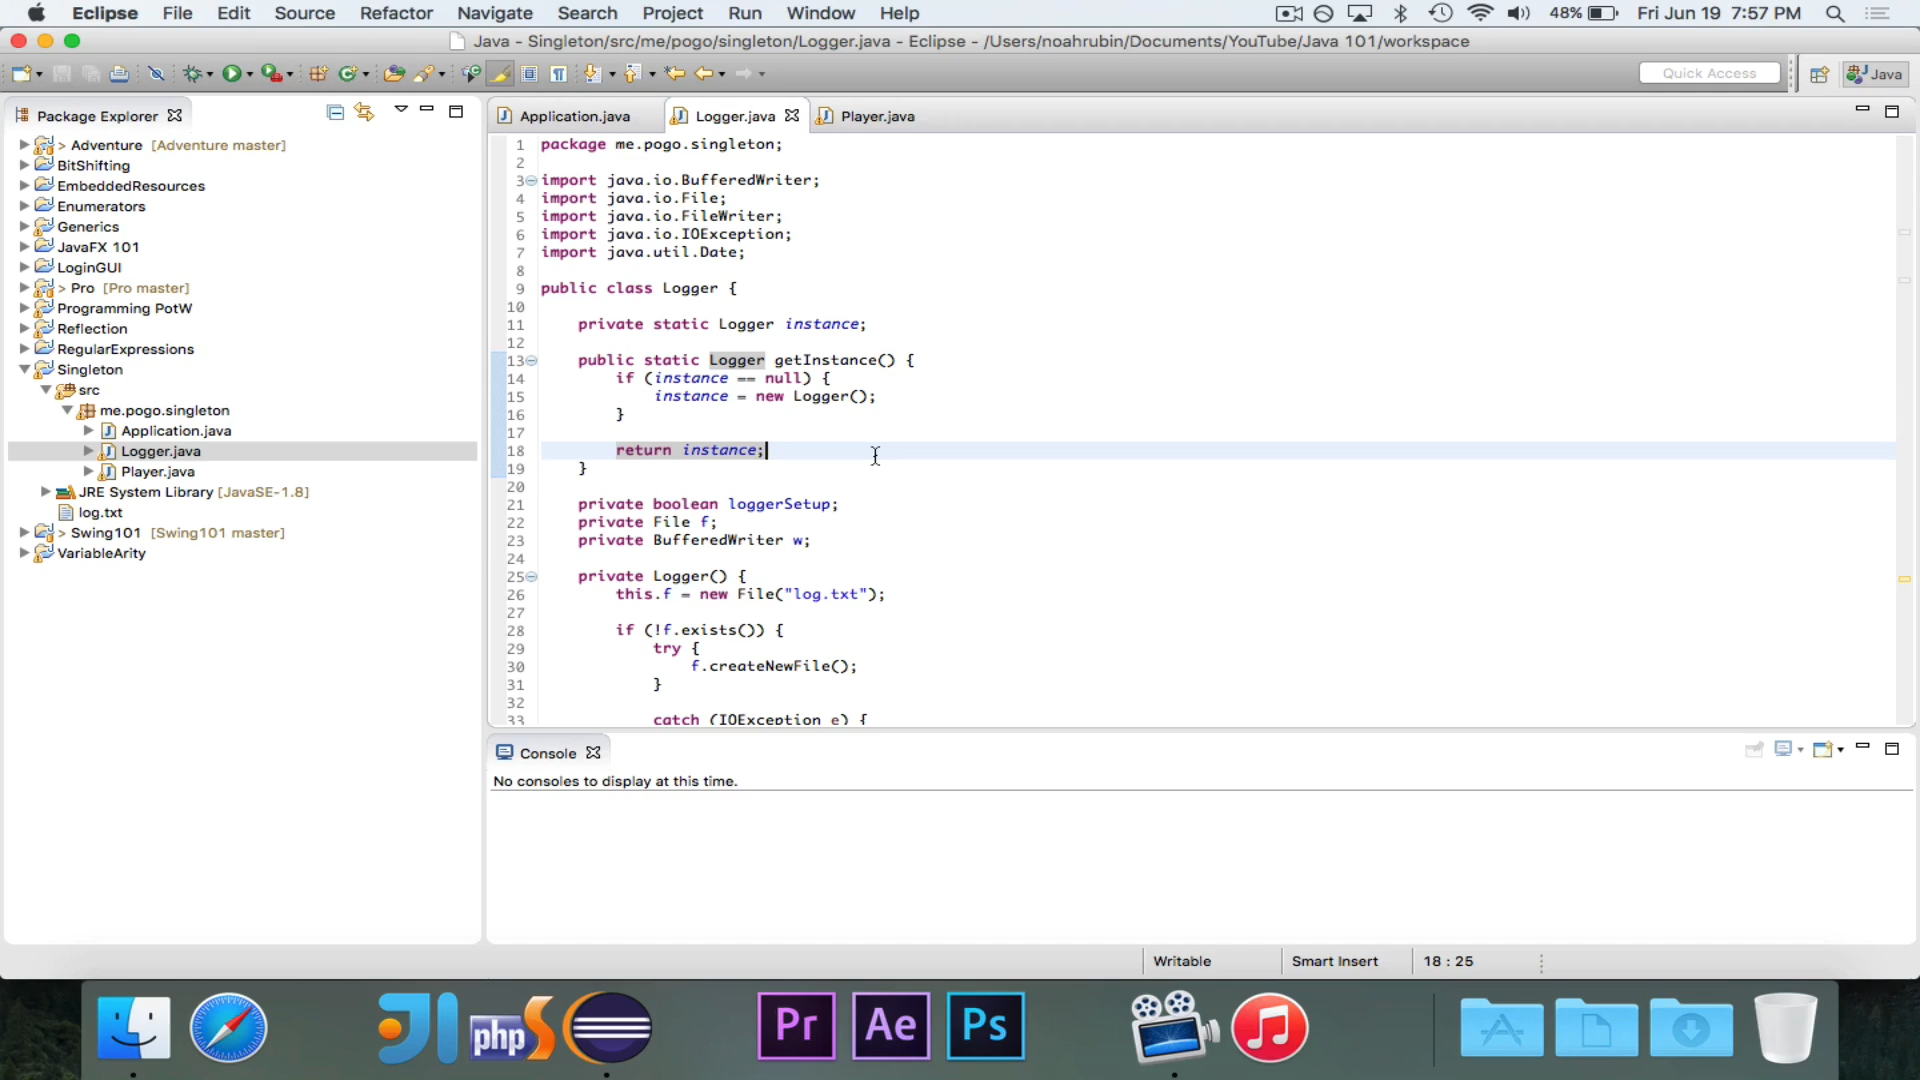 Eclipse File Edit Source Refactor Navigate Search Project Run Window Help 48% Fri Jun 19 7:57 PM
Java - Singleton/src/me/pogo/singleton/Logger.java - Eclipse - /Users/noahrubin/Documents/YouTube/Java 101/workspace
Quick Access Java
Package Explorer
> Adventure [Adventure master]
BitShifting
EmbeddedResources
Enumerators
Generics
JavaFX 101
LoginGUI
> Pro [Pro master]
Programming PotW
Reflection
RegularExpressions
Singleton
src
me.pogo.singleton
Application.java
Logger.java
Player.java
JRE System Library [JavaSE-1.8]
log.txt
> Swing101 [Swing101 master]
VariableArity
Application.java Logger.java Player.java
1 package me.pogo.singleton;
2
3 import java.io.BufferedWriter;
4 import java.io.File;
5 import java.io.FileWriter;
6 import java.io.IOException;
7 import java.util.Date;
8
9 public class Logger {
10
11 private static Logger instance;
12
13 public static Logger getInstance() {
14 if (instance == null) {
15 instance = new Logger();
16 }
17
18 return instance;
19 }
20
21 private boolean loggerSetup;
22 private File f;
23 private BufferedWriter w;
24
25 private Logger() {
26 this.f = new File("log.txt");
27
28 if (!f.exists()) {
29 try {
30 f.createNewFile();
31 }
32
33 catch (IOException e) {
Console
No consoles to display at this time.
Writable Smart Insert 18 : 25
JI php S Pr Ae Ps